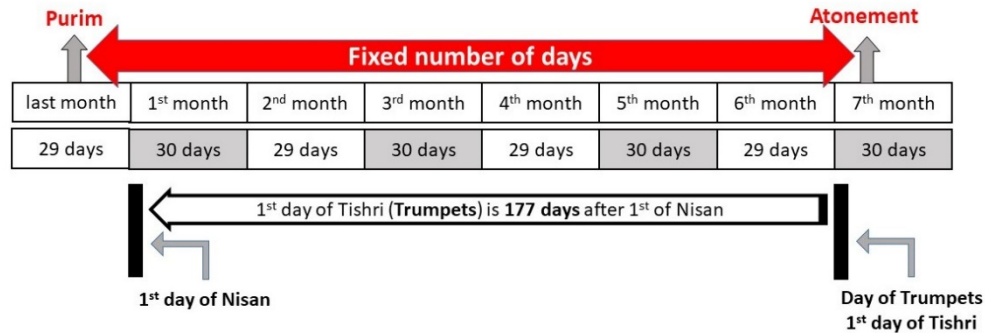 Purim
Atonement
Fixed number of days
last month 1st month 2nd month 3rd month 4th month 5th month 6th month 7th month
29 days 30 days 29 days 30 days 29 days 30 days 29 days 30 days
1st day of Tishri (Trumpets) is 177 days after 1st of Nisan
1st day of Nisan
Day of Trumpets
1st day of Tishri